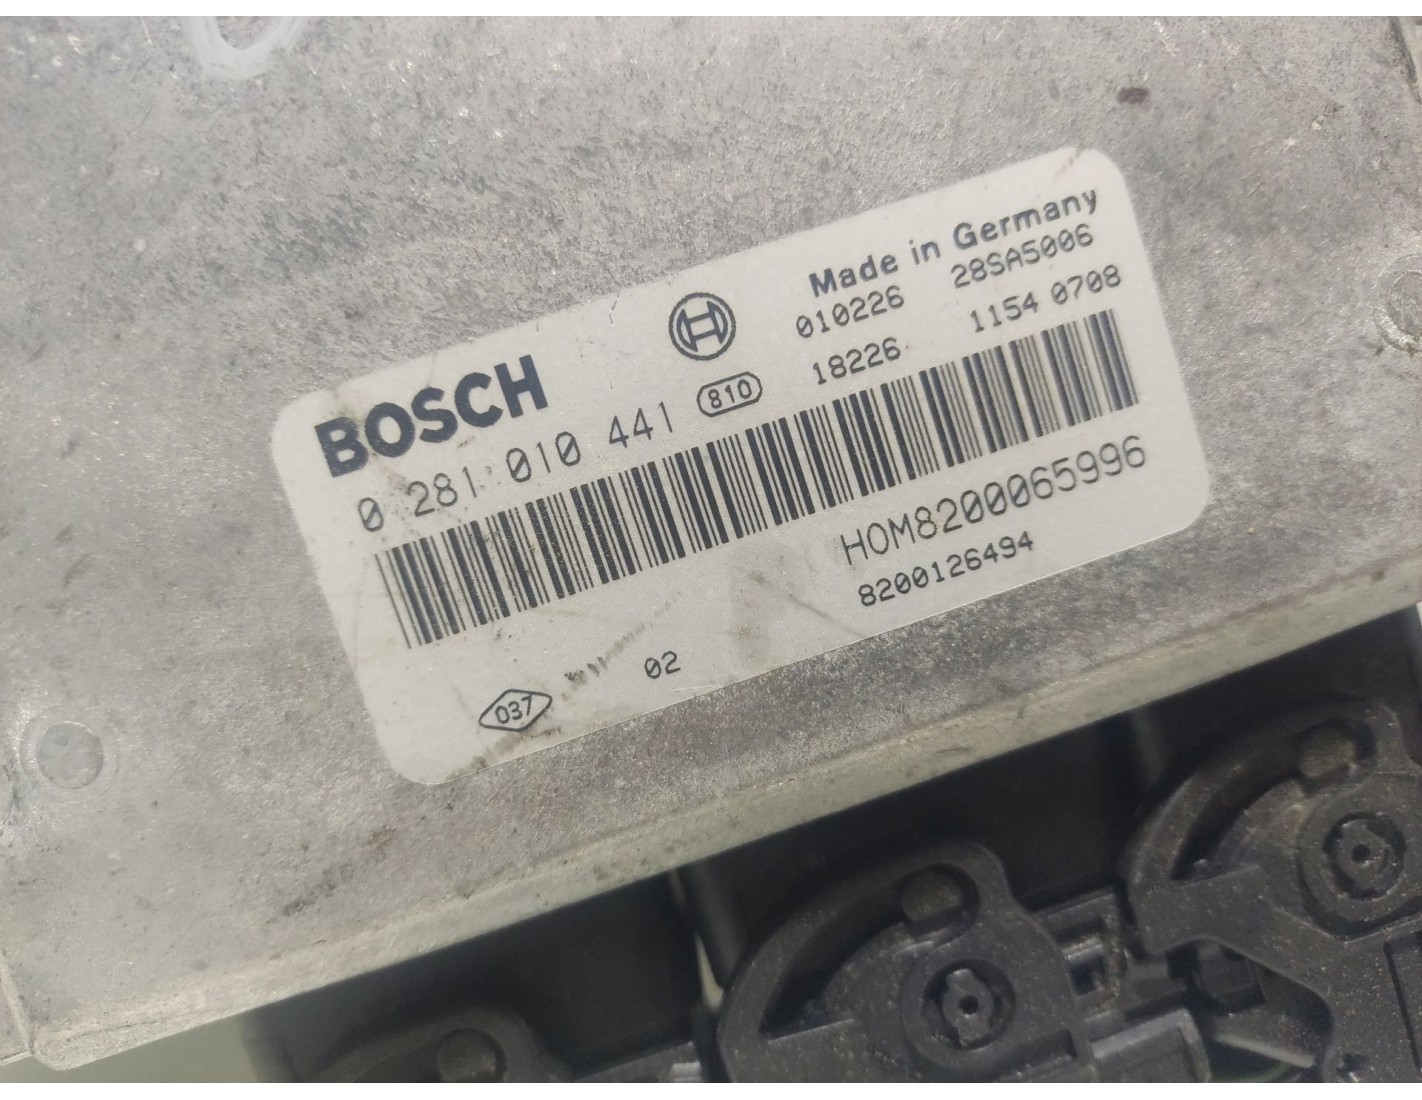 Made in Germany
010226 28SA5006
BOSCH
18226 1154 0708
0 281 010 441 810
HOM8200065996
8200126494
037 02